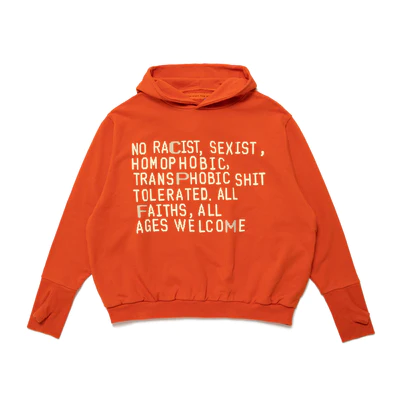 NO RACIST, SEXIST,
HOMOPHOBIC,
TRANSPHOBIC SHIT
TOLERATED. ALL
FAITHS, ALL
AGES WELCOME